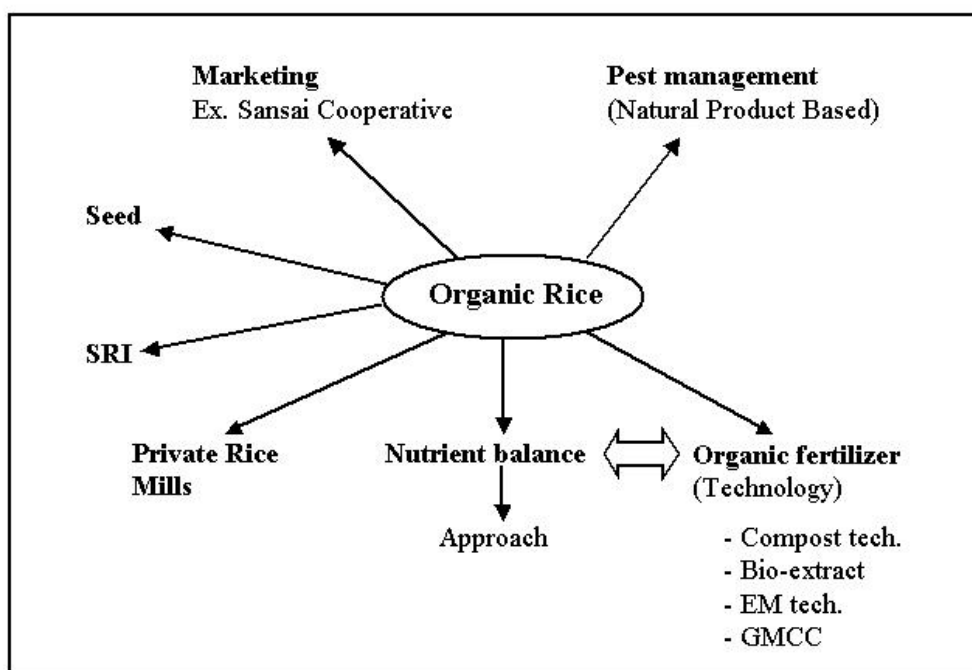 Marketing
Ex. Sansai Cooperative
Pest management
(Natural Product Based)
Seed
Organic Rice
SRI
Private Rice
Mills
Nutrient balance
Organic fertilizer
(Technology)
Approach
- Compost tech.
- Bio-extract
- EM tech.
- GMCC